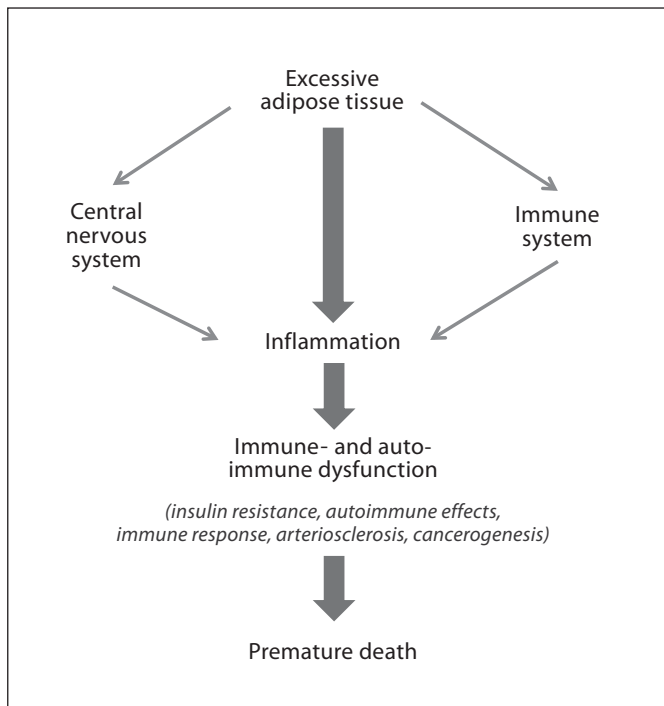 Excessive
adipose tissue
Central
nervous
system
Immune
system
Inflammation
Immune- and auto-
immune dysfunction
(insulin resistance, autoimmune effects,
immune response, arteriosclerosis, cancerogenesis)
Premature death